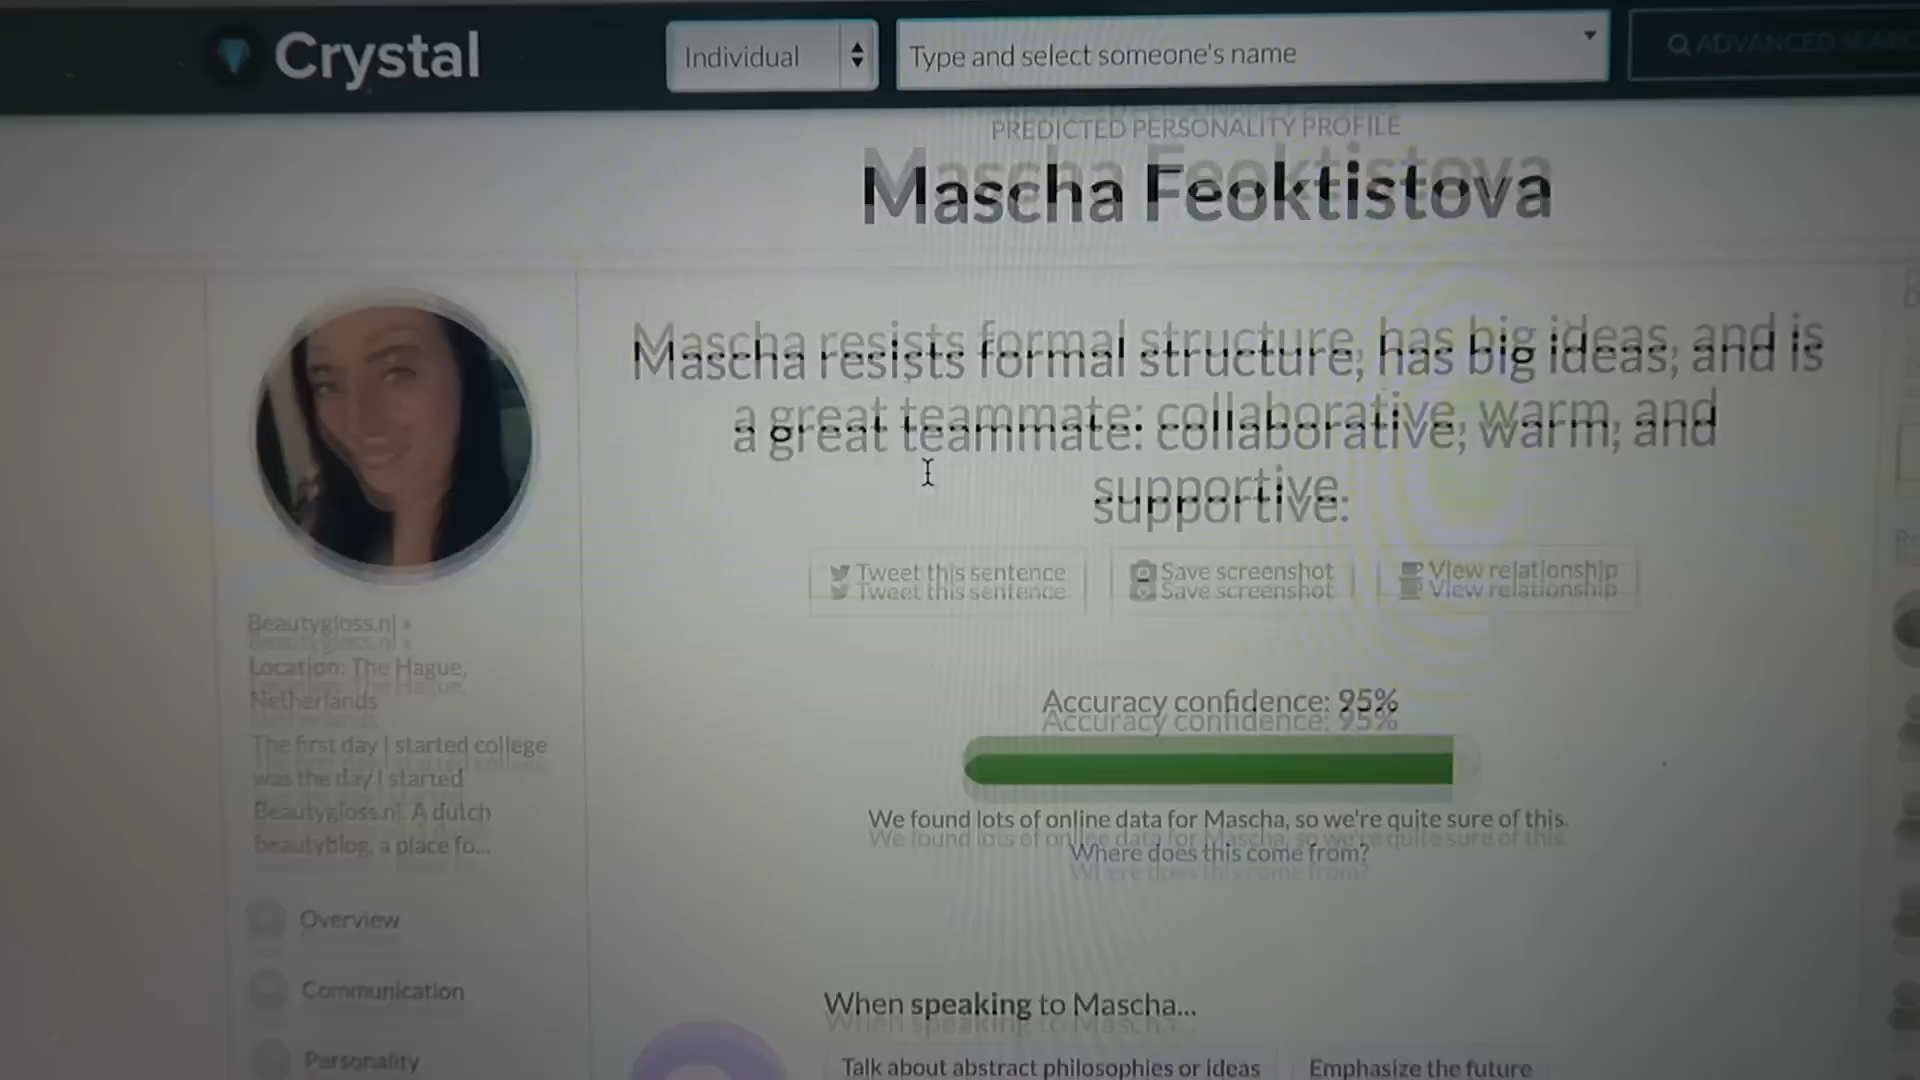 Crystal
Individual
Type and select someone's name
ADVANCED
PREDICTED PERSONALITY PROFILE
Mascha Feoktistova
Mascha resists formal structure, has big ideas, and is
a great teammate: collaborative, warm, and
supportive.
Tweet this sentence
Save screenshot
View relationship
Beautygloss.nl »
Location: The Hague,
Netherlands
The first day I started college
was the day I started
Beautygloss.nl. A dutch
beautyblog, a place fo...
Accuracy confidence: 95%
We found lots of online data for Mascha, so we're quite sure of this.
Where does this come from?
Overview
Communication
Personality
When speaking to Mascha...
Talk about abstract philosophies or ideas
Emphasize the future